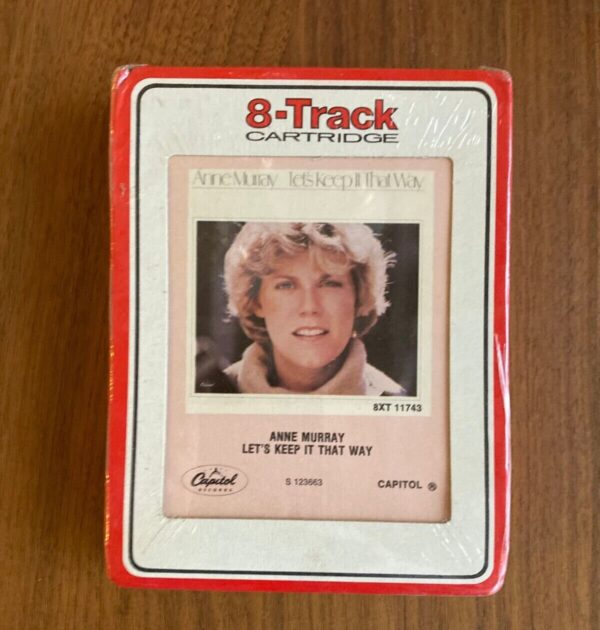 8-Track
CARTRIDGE
Anne Murray Let's Keep It That Way
8XT 11743
ANNE MURRAY
LET'S KEEP IT THAT WAY
Capitol
RECORDS
S 123663
CAPITOL ®